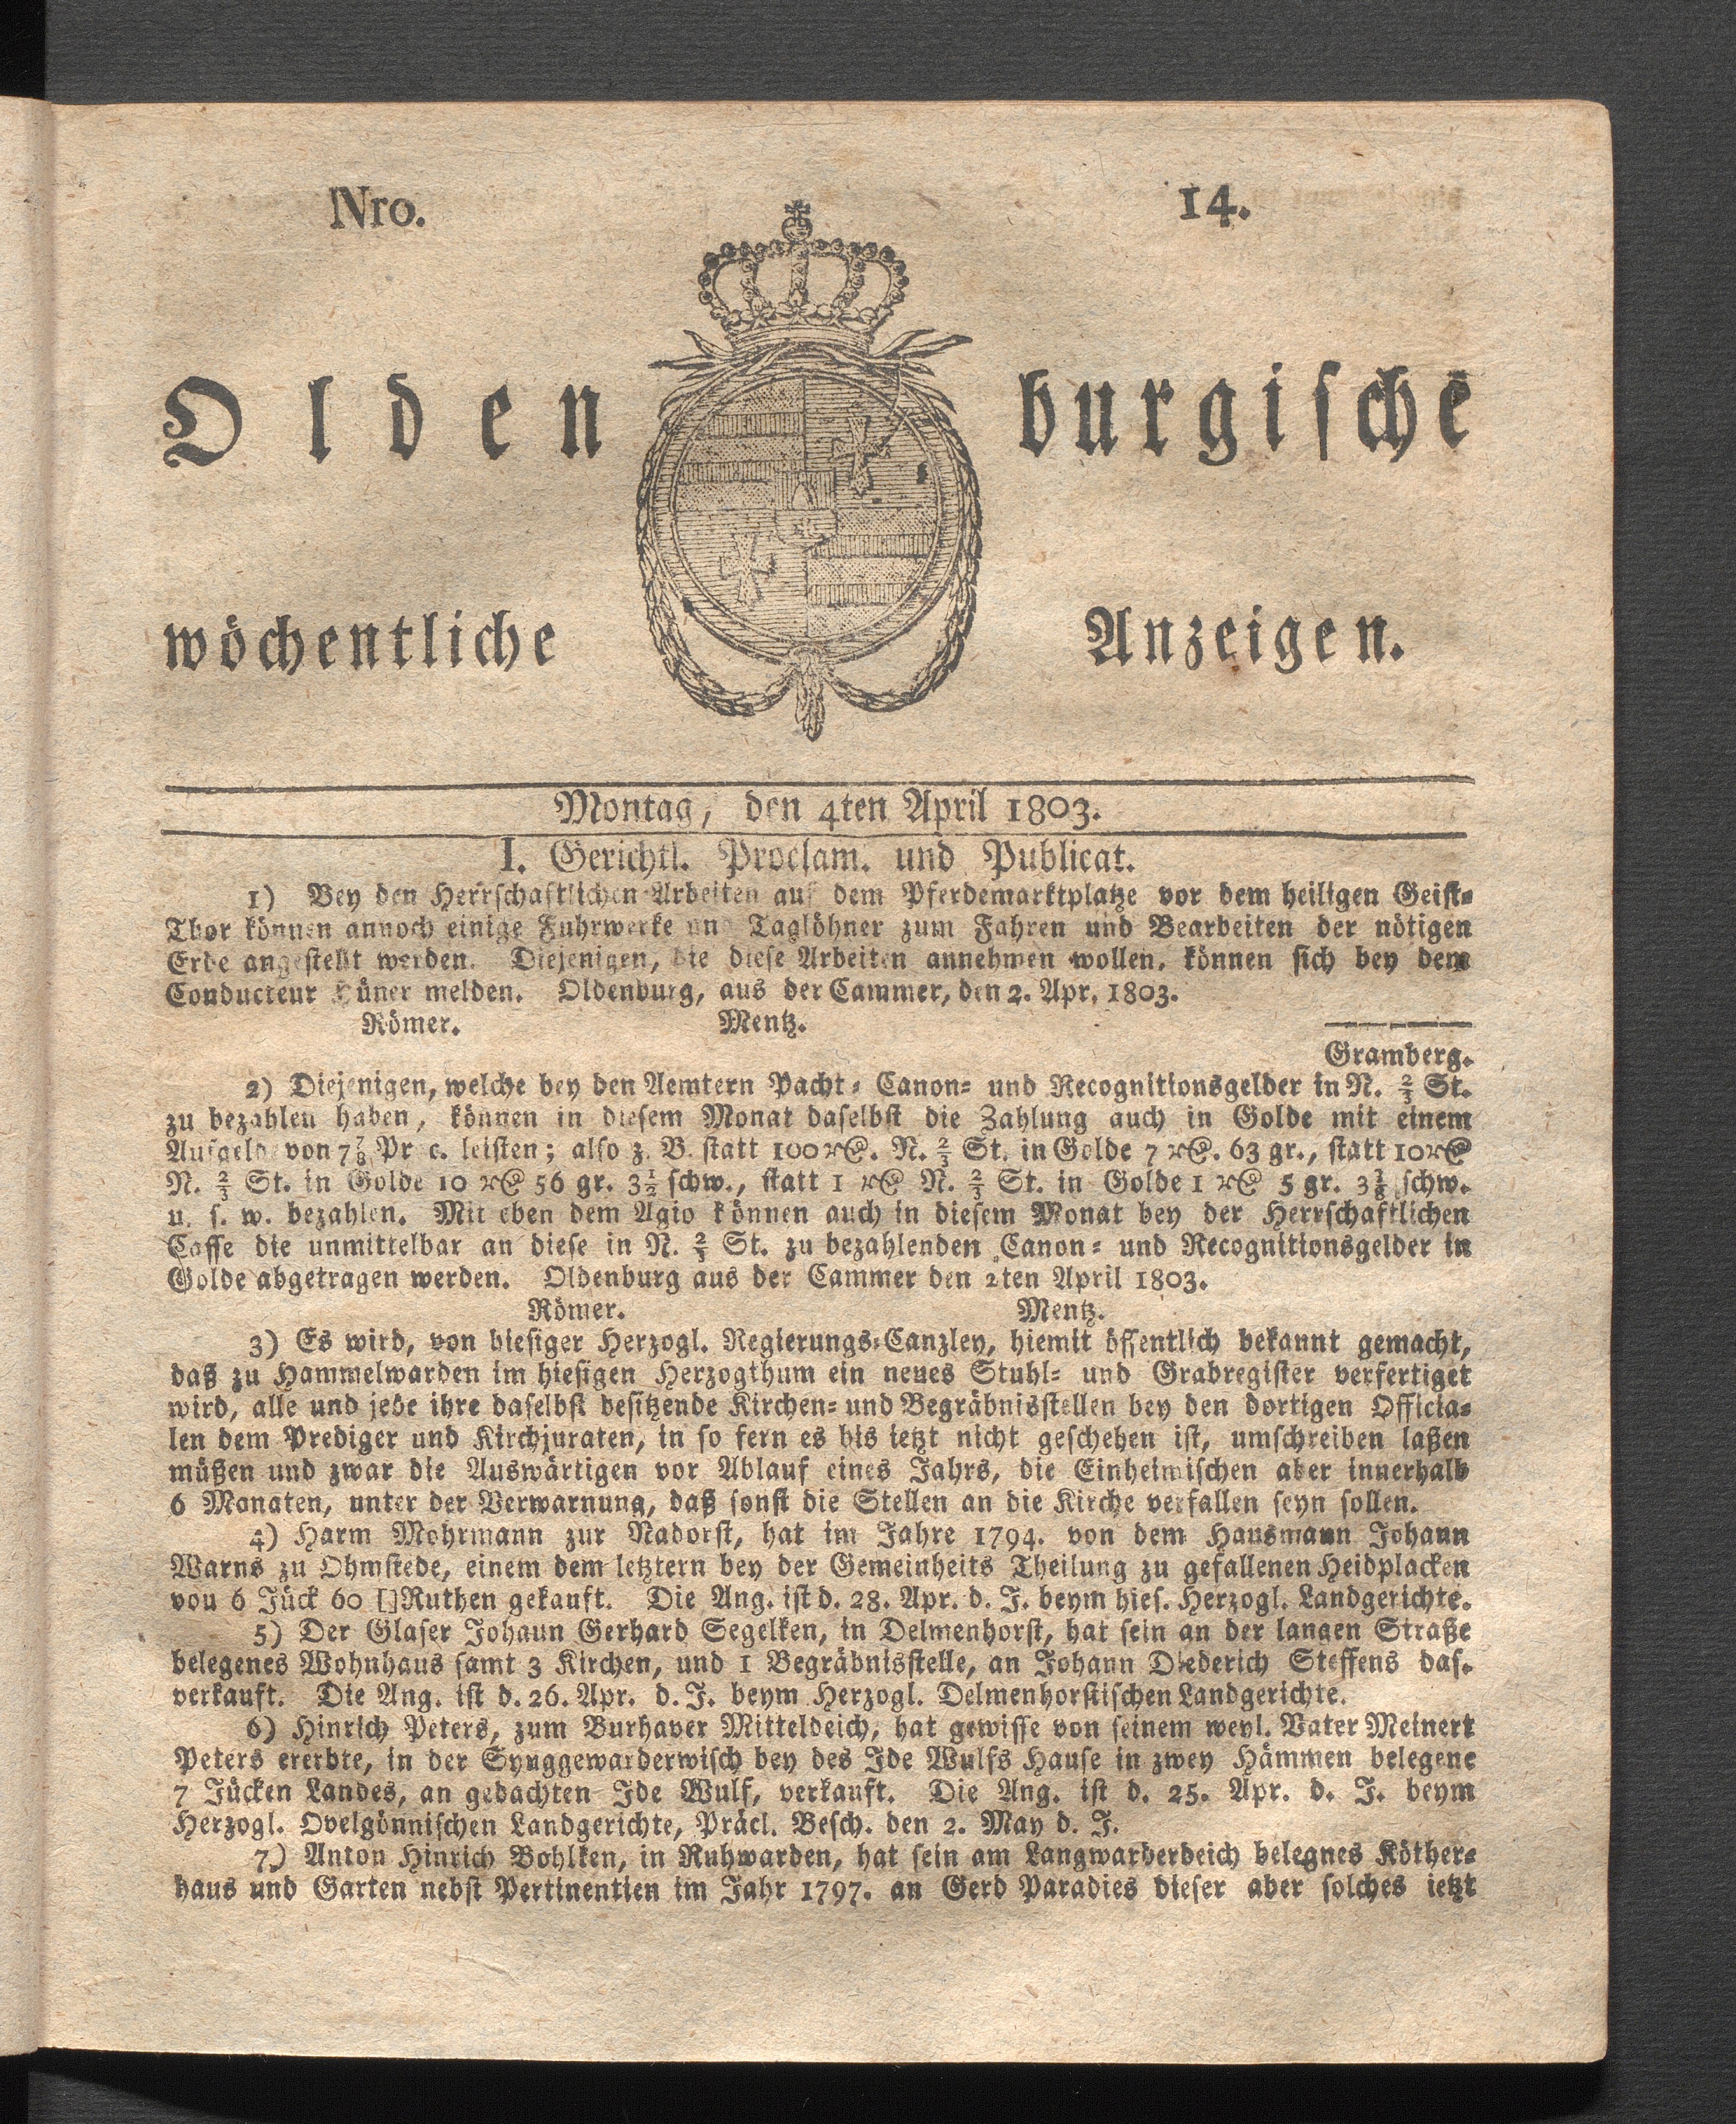 Nro. 14.
Oldenburgische
wöchentliche Anzeigen.
Montag, den 4ten April 1803.
I. Gerichtl. Proclam. und Publicat.
1) Bey den Herrschaftlichen Arbeiten auf dem Pferdemarktplatze vor dem heiligen Geist-
Thor können annoch einige Fuhrwerke und Taglöhner zum Fahren und Bearbeiten der nötigen
Erde angestellt werden. Diejenigen, die diese Arbeiten annehmen wollen, können sich bey dem
Conducteur Hüner melden. Oldenburg, aus der Cammer, den 2. Apr. 1803.
Römer. Mentz.
Gramberg.
2) Diejenigen, welche bey den Aemtern Pacht- Canon- und Recognitionsgelder in N. ⅔ St.
zu bezahlen haben, können in diesem Monat daselbst die Zahlung auch in Golde mit einem
Aufgelde von 7⅞ Pr c. leisten; also z. B. statt 100 rthl. N. ⅔ St. in Golde 7 rthl. 63 gr., statt 10 rthl
N. ⅔ St. in Golde 10 rthl 56 gr. 3½ schw., statt 1 rthl N. ⅔ St. in Golde 1 rthl 5 gr. schw.
u. s. w. bezahlen. Mit eben dem Agio können auch in diesem Monat bey der Herrschaftlichen
Casse die unmittelbar an diese in N. ⅔ St. zu bezahlenden Canon- und Recognitionsgelder in
Golde abgetragen werden. Oldenburg aus der Cammer den 2ten April 1803.
Römer. Mentz.
3) Es wird, von hiesiger Herzogl. Regierungs-Canzley, hiemit öffentlich bekannt gemacht,
daß zu Hammelwarden im hiesigen Herzogthum ein neues Stuhl- und Grabregister verfertiget
wird, alle und jede ihre daselbst besitzende Kirchen- und Begräbnisstellen bey den dortigen Officia-
len dem Prediger und Kirchjuraten, in so fern es bis ietzt nicht geschehen ist, umschreiben laßen
müßen und zwar die Auswärtigen vor Ablauf eines Jahrs, die Einheimischen aber innerhalb
6 Monaten, unter der Verwarnung, daß sonst die Stellen an die Kirche verfallen seyn sollen.
4) Harm Mohrmann zur Nadorst, hat im Jahre 1794. von dem Hausmann Johann
Warns zu Ohmstede, einem dem letztern bey der Gemeinheits Theilung zu gefallenen Heidplacken
von 6 Jück 60 []Ruthen gekauft. Die Ang. ist d. 28. Apr. d. J. beym hies. Herzogl. Landgerichte.
5) Der Glaser Johann Gerhard Segelken, in Delmenhorst, hat sein an der langen Straße
belegenes Wohnhaus samt 3 Kirchen, und 1 Begräbnisstelle, an Johann Diederich Steffens das.
verkauft. Die Ang. ist d. 26. Apr. d. J. beym Herzogl. Delmenhorstischen Landgerichte.
6) Hinrich Peters, zum Burhaver Mitteldeich, hat gewisse von seinem weyl. Vater Meinert
Peters ererbte, in der Synggewarderwisch bey des Ide Wulfs Hause in zwey Hämmen belegene
7 Jücken Landes, an gedachten Ide Wulf, verkauft. Die Ang. ist d. 25. Apr. d. J. beym
Herzogl. Ovelgönnischen Landgerichte, Präcl. Besch. den 2. May d. J.
7) Anton Hinrich Bohlken, in Ruhwarden, hat sein am Langwarderdeich belegnes Köther-
haus und Garten nebst Pertinentien im Jahr 1797. an Gerd Paradies dieser aber solches ietzt